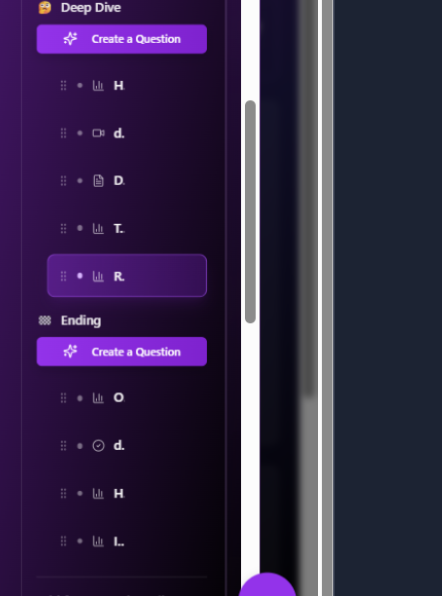 Deep Dive
Create a Question
H
d.
D.
T..
R.
Ending
Create a Question
O
d.
H
I..